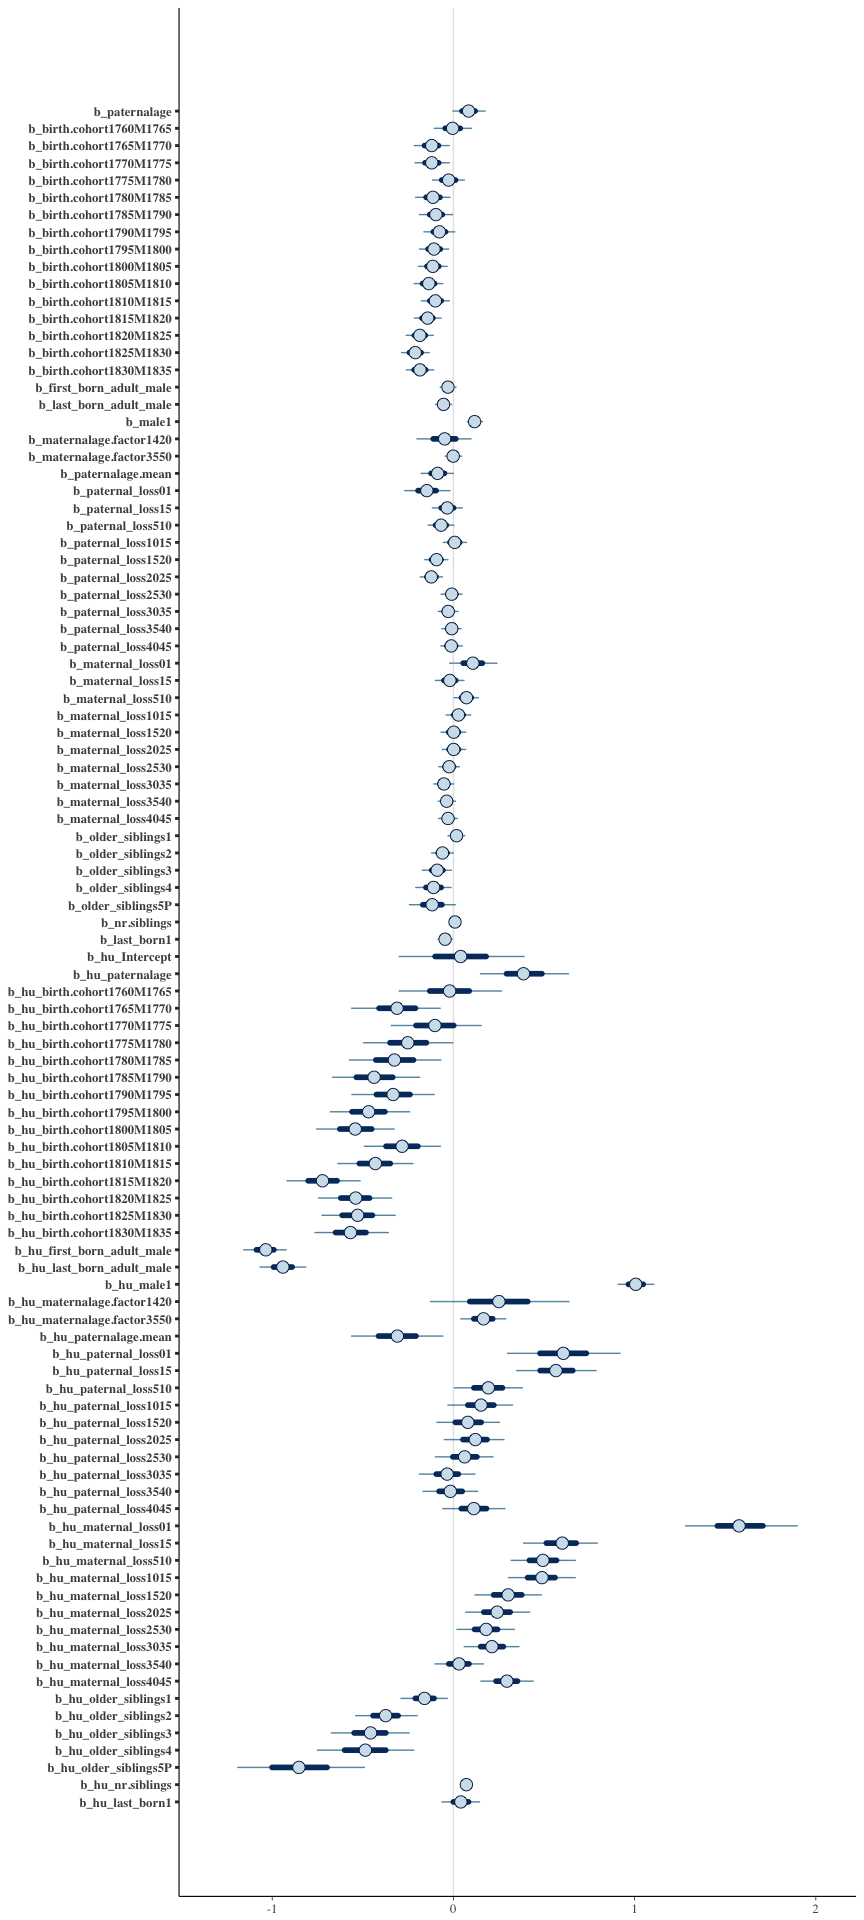 b_paternalage
b_birth.cohort1760M1765
b_birth.cohort1765M1770
b_birth.cohort1770M1775
b_birth.cohort1775M1780
b_birth.cohort1780M1785
b_birth.cohort1785M1790
b_birth.cohort1790M1795
b_birth.cohort1795M1800
b_birth.cohort1800M1805
b_birth.cohort1805M1810
b_birth.cohort1810M1815
b_birth.cohort1815M1820
b_birth.cohort1820M1825
b_birth.cohort1825M1830
b_birth.cohort1830M1835
b_first_born_adult_male
b_last_born_adult_male
b_male1
b_maternalage.factor1420
b_maternalage.factor3550
b_paternalage.mean
b_paternal_loss01
b_paternal_loss15
b_paternal_loss510
b_paternal_loss1015
b_paternal_loss1520
b_paternal_loss2025
b_paternal_loss2530
b_paternal_loss3035
b_paternal_loss3540
b_paternal_loss4045
b_maternal_loss01
b_maternal_loss15
b_maternal_loss510
b_maternal_loss1015
b_maternal_loss1520
b_maternal_loss2025
b_maternal_loss2530
b_maternal_loss3035
b_maternal_loss3540
b_maternal_loss4045
b_older_siblings1
b_older_siblings2
b_older_siblings3
b_older_siblings4
b_older_siblings5P
b_nr.siblings
b_last_born1
b_hu_Intercept
b_hu_paternalage
b_hu_birth.cohort1760M1765
b_hu_birth.cohort1765M1770
b_hu_birth.cohort1770M1775
b_hu_birth.cohort1775M1780
b_hu_birth.cohort1780M1785
b_hu_birth.cohort1785M1790
b_hu_birth.cohort1790M1795
b_hu_birth.cohort1795M1800
b_hu_birth.cohort1800M1805
b_hu_birth.cohort1805M1810
b_hu_birth.cohort1810M1815
b_hu_birth.cohort1815M1820
b_hu_birth.cohort1820M1825
b_hu_birth.cohort1825M1830
b_hu_birth.cohort1830M1835
b_hu_first_born_adult_male
b_hu_last_born_adult_male
b_hu_male1
b_hu_maternalage.factor1420
b_hu_maternalage.factor3550
b_hu_paternalage.mean
b_hu_paternal_loss01
b_hu_paternal_loss15
b_hu_paternal_loss510
b_hu_paternal_loss1015
b_hu_paternal_loss1520
b_hu_paternal_loss2025
b_hu_paternal_loss2530
b_hu_paternal_loss3035
b_hu_paternal_loss3540
b_hu_paternal_loss4045
b_hu_maternal_loss01
b_hu_maternal_loss15
b_hu_maternal_loss510
b_hu_maternal_loss1015
b_hu_maternal_loss1520
b_hu_maternal_loss2025
b_hu_maternal_loss2530
b_hu_maternal_loss3035
b_hu_maternal_loss3540
b_hu_maternal_loss4045
b_hu_older_siblings1
b_hu_older_siblings2
b_hu_older_siblings3
b_hu_older_siblings4
b_hu_older_siblings5P
b_hu_nr.siblings
b_hu_last_born1
-1 0 1 2